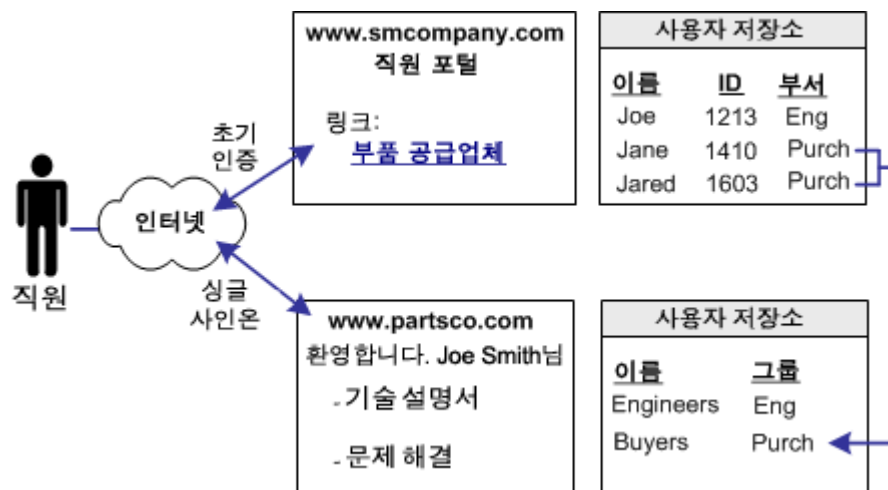 www.smcompany.com
직원 포털
링크:
부품 공급업체
사용자 저장소
이름 ID 부서
Joe 1213 Eng
Jane 1410 Purch
Jared 1603 Purch
초기
인증
인터넷
직원
싱글
사인온
www.partsco.com
환영합니다. Joe Smith님
- 기술 설명서
- 문제 해결
사용자 저장소
이름 그룹
Engineers Eng
Buyers Purch